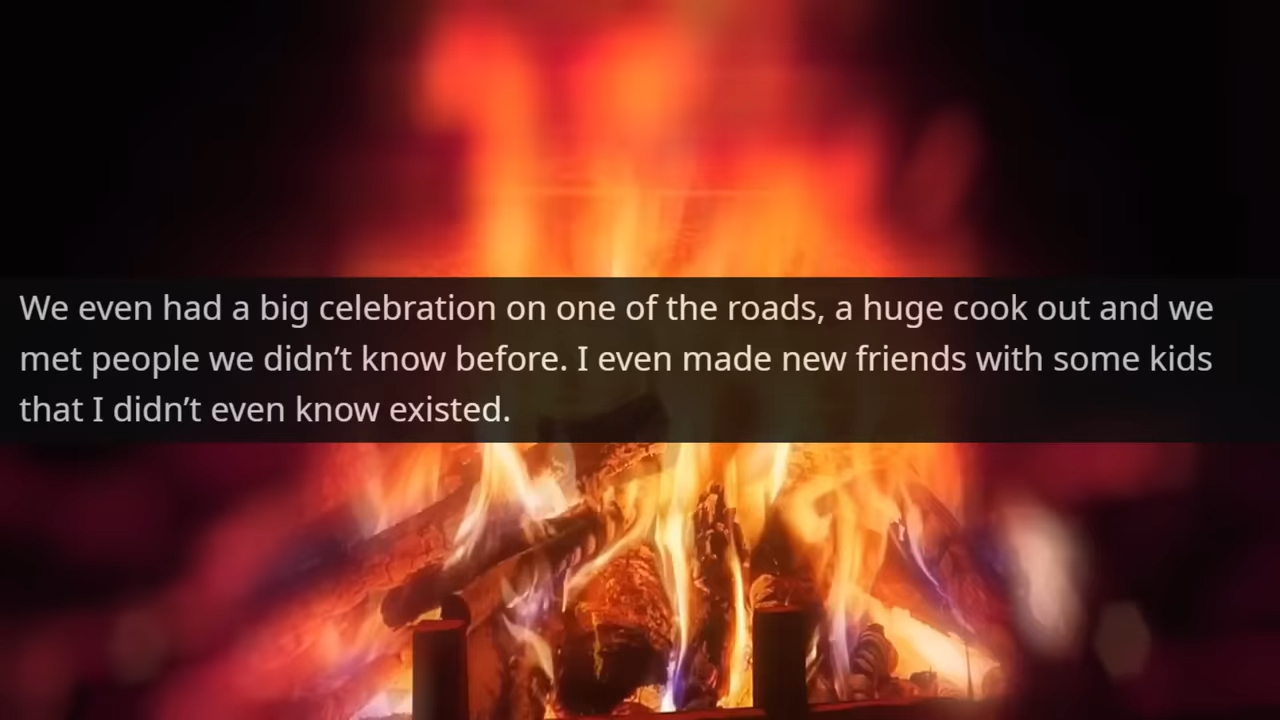 We even had a big celebration on one of the roads, a huge cook out and we
met people we didn’t know before. I even made new friends with some kids
that I didn’t even know existed.